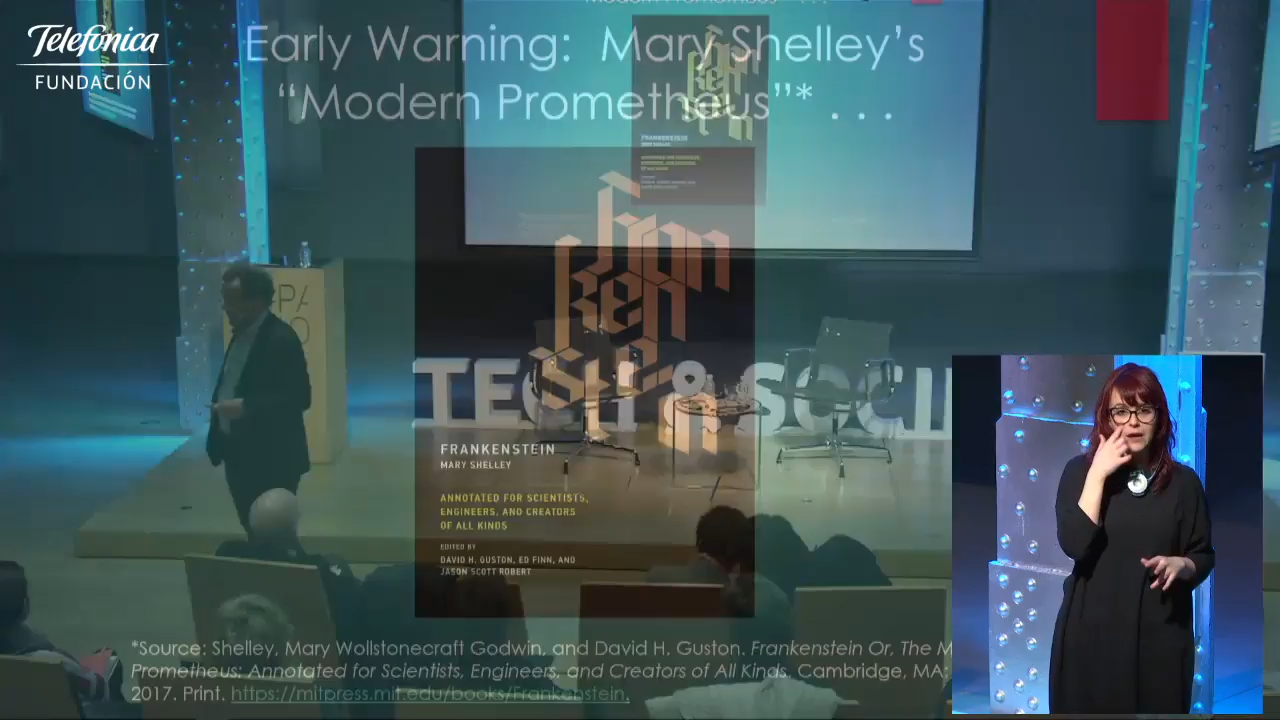 Telefónica
FUNDACIÓN
Early Warning: Mary Shelley's
"Modern Prometheus"* . . .
FRANKENSTEIN
MARY SHELLEY
ANNOTATED FOR SCIENTISTS,
ENGINEERS, AND CREATORS
OF ALL KINDS
EDITED BY
DAVID H. GUSTON, ED FINN, AND
JASON SCOTT ROBERT
TECH & SOCI
*Source: Shelley, Mary Wollstonecraft Godwin, and David H. Guston. Frankenstein Or, The M
Prometheus: Annotated for Scientists, Engineers, and Creators of All Kinds. Cambridge, MA:
2017. Print. https://mitpress.mit.edu/books/Frankenstein.